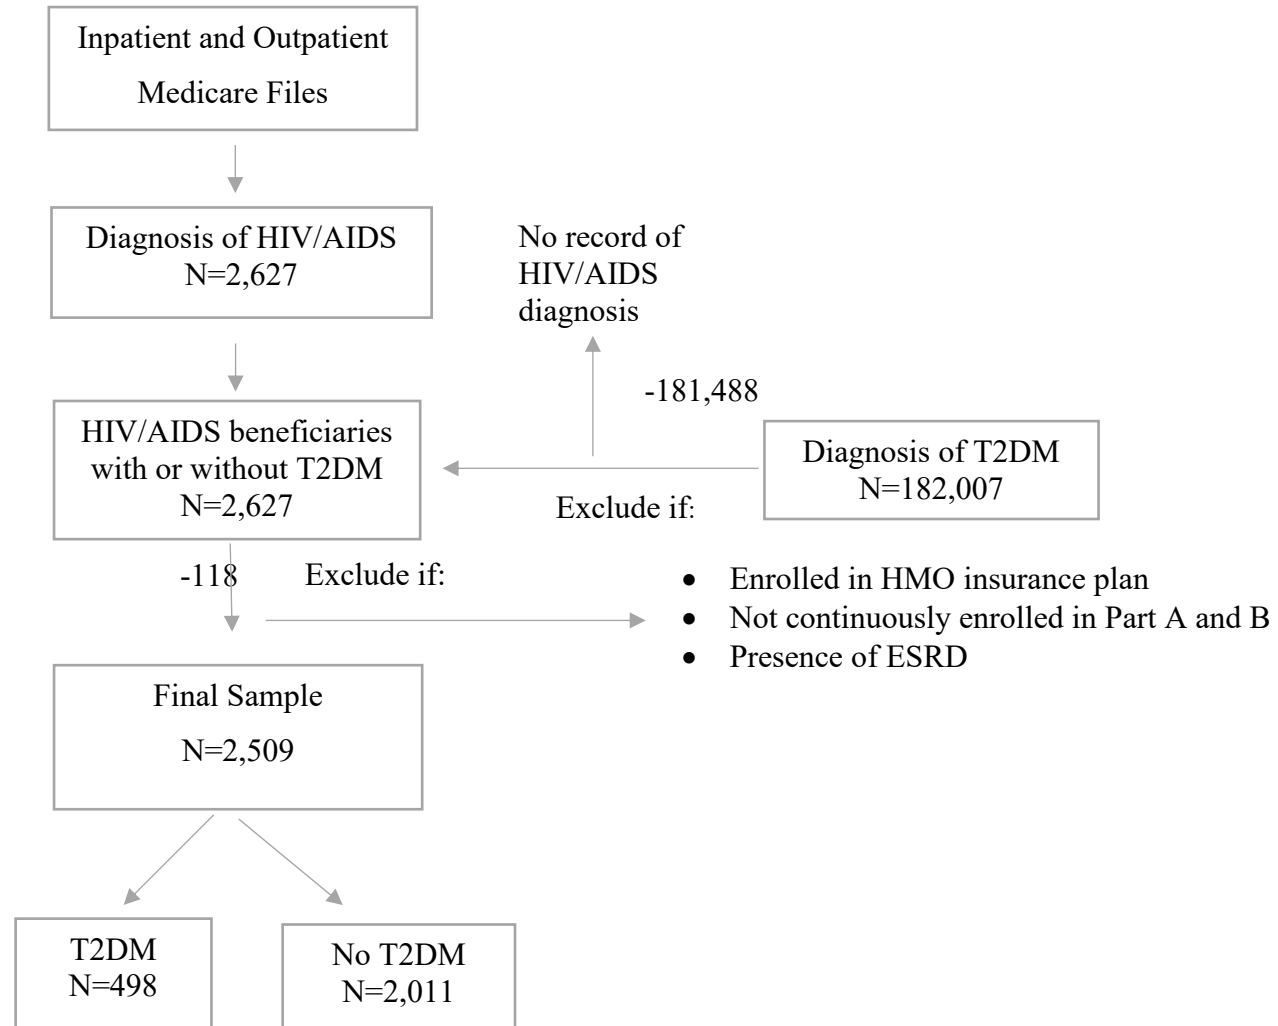 Inpatient and Outpatient
Medicare Files
Diagnosis of HIV/AIDS
N=2,627
No record of
HIV/AIDS
diagnosis
-181,488
HIV/AIDS beneficiaries
with or without T2DM
N=2,627
Diagnosis of T2DM
N=182,007
Exclude if:
-118
Exclude if:
• Enrolled in HMO insurance plan
• Not continuously enrolled in Part A and B
• Presence of ESRD
Final Sample
N=2,509
T2DM
N=498
No T2DM
N=2,011